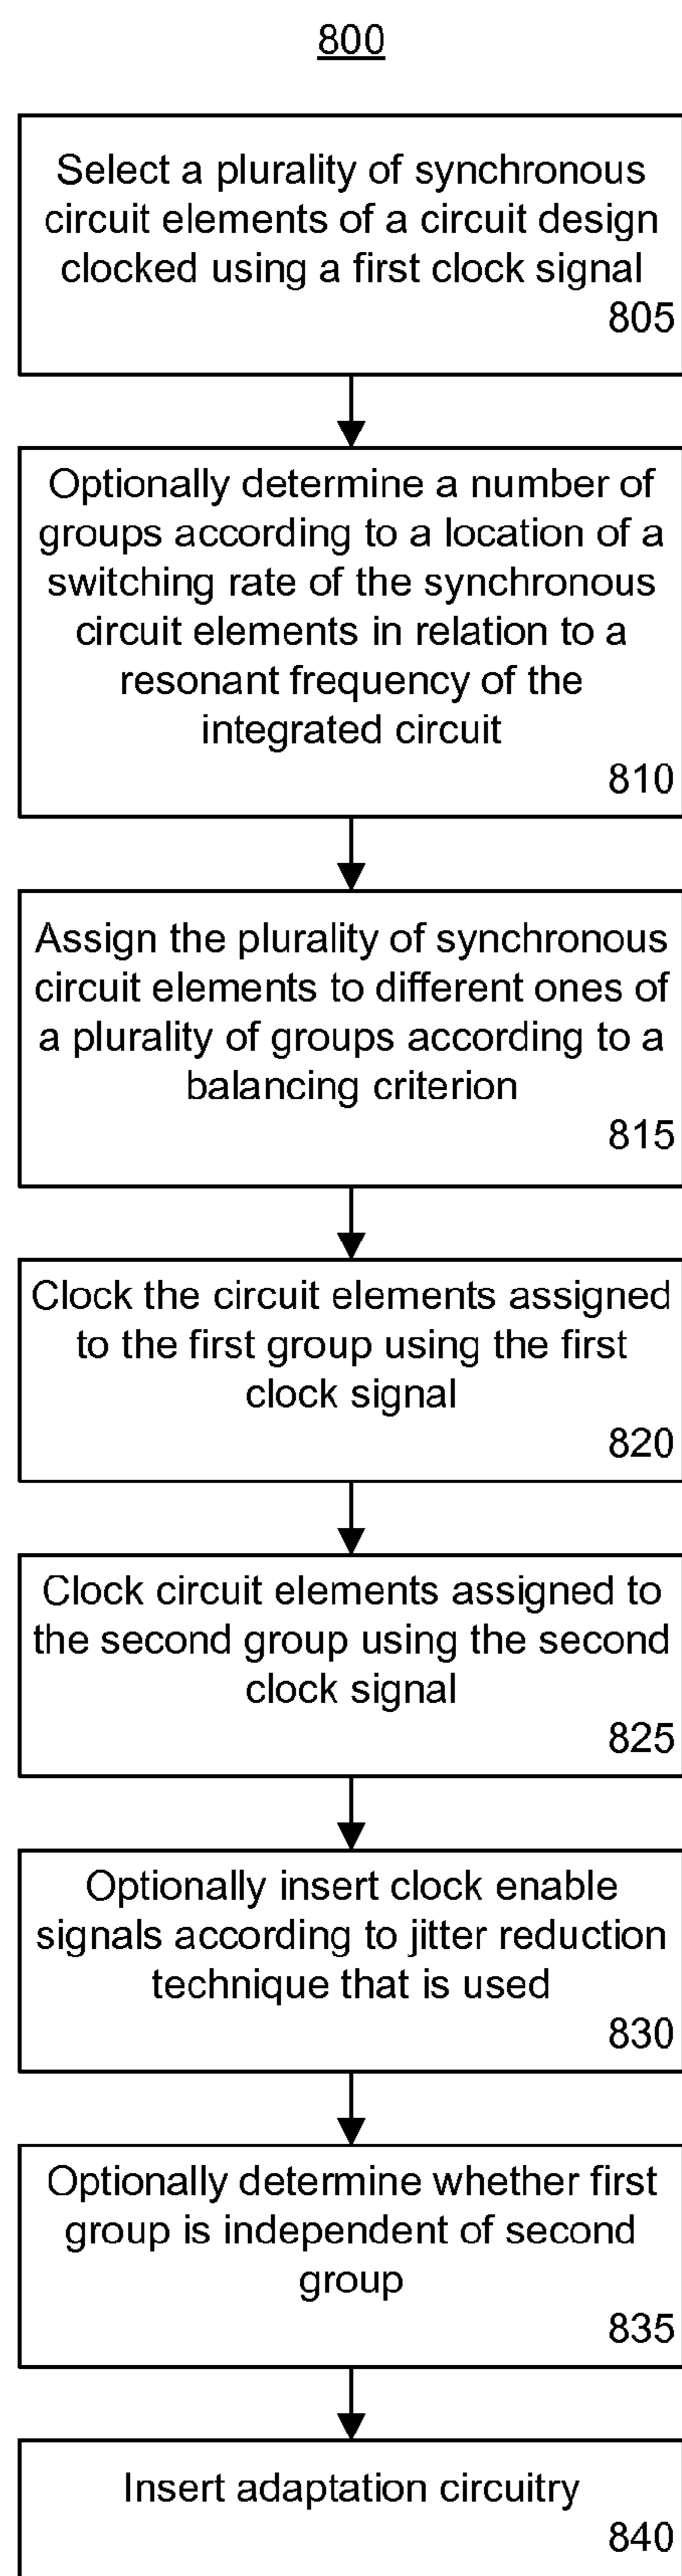 800
Select a plurality of synchronous
circuit elements of a circuit design
clocked using a first clock signal
805
Optionally determine a number of
groups according to a location of a
switching rate of the synchronous
circuit elements in relation to a
resonant frequency of the
integrated circuit
810
Assign the plurality of synchronous
circuit elements to different ones of
a plurality of groups according to a
balancing criterion
815
Clock the circuit elements assigned
to the first group using the first
clock signal
820
Clock circuit elements assigned to
the second group using the second
clock signal
825
Optionally insert clock enable
signals according to jitter reduction
technique that is used
830
Optionally determine whether first
group is independent of second
group
835
Insert adaptation circuitry
840